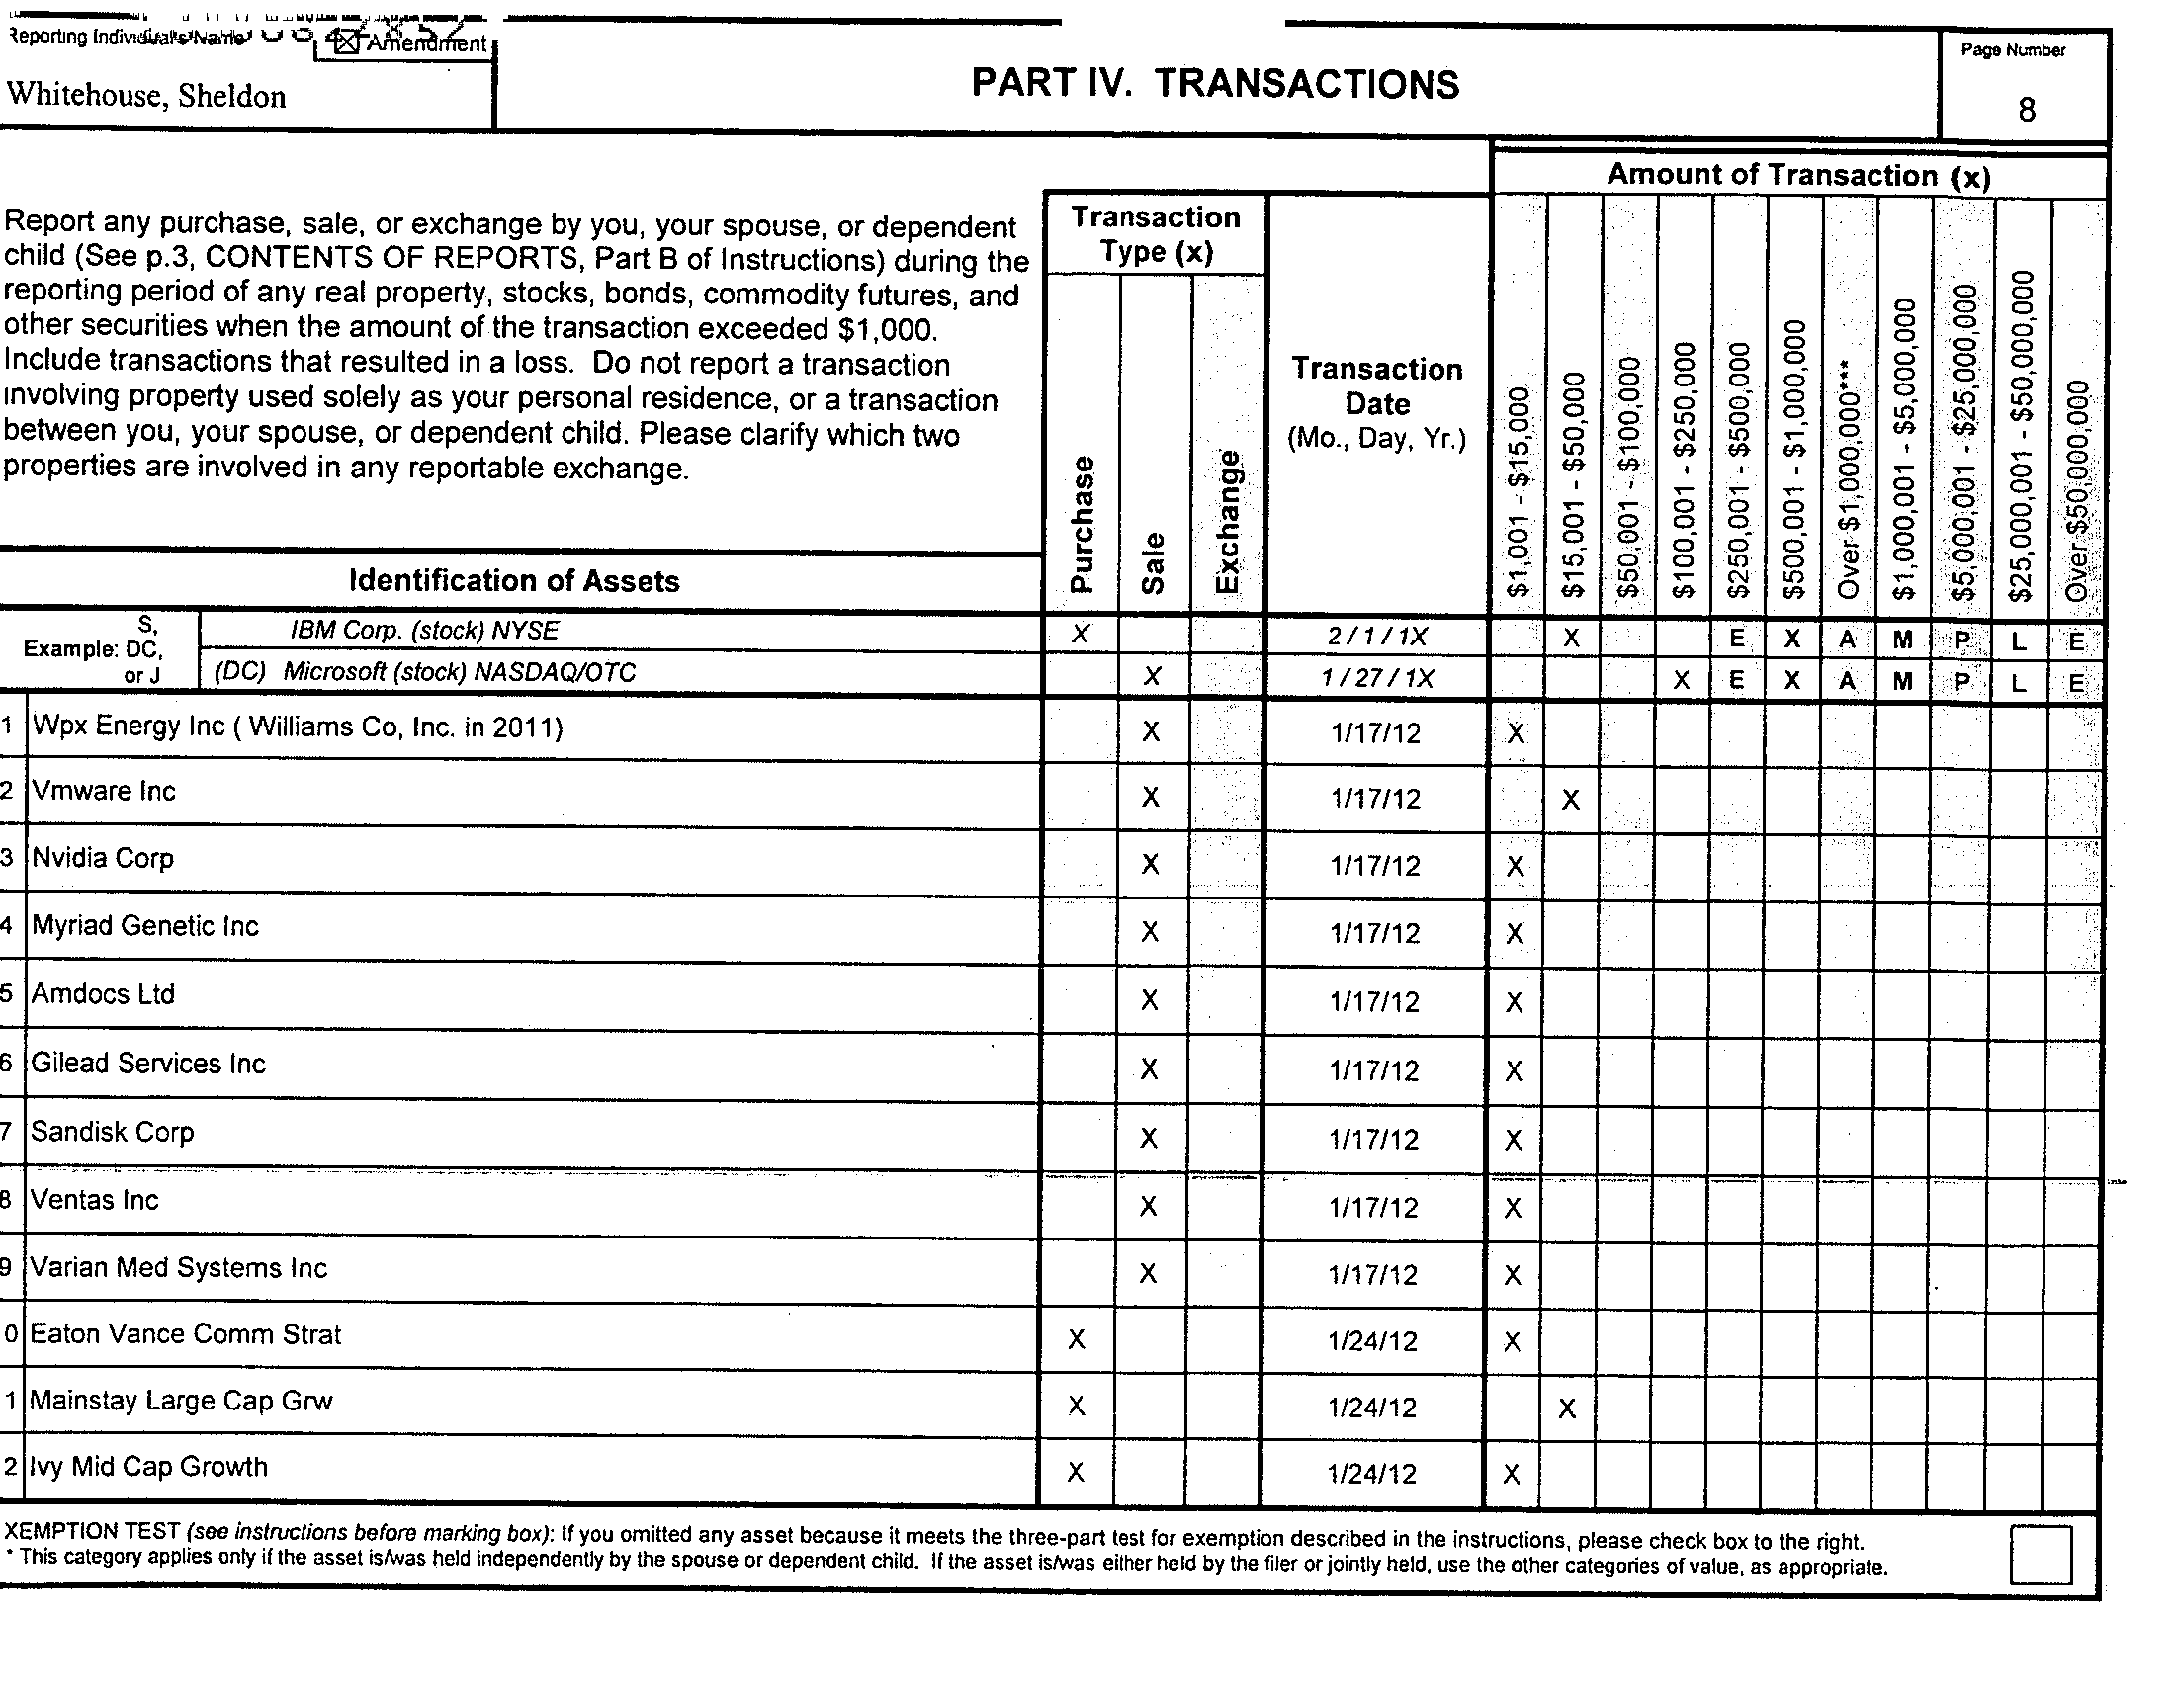 Reporting Individual's Name
Amendment
Whitehouse, Sheldon
PART IV. TRANSACTIONS
Page Number
8
Report any purchase, sale, or exchange by you, your spouse, or dependent
child (See p.3, CONTENTS OF REPORTS, Part B of Instructions) during the
reporting period of any real property, stocks, bonds, commodity futures, and
other securities when the amount of the transaction exceeded $1,000.
Include transactions that resulted in a loss. Do not report a transaction
involving property used solely as your personal residence, or a transaction
between you, your spouse, or dependent child. Please clarify which two
properties are involved in any reportable exchange.
Identification of Assets
Transaction
Type (x)
Purchase
Sale
Exchange
Transaction
Date
(Mo., Day, Yr.)
Amount of Transaction (x)
$1,001 - $15,000
$15,001 - $50,000
$50,001 - $100,000
$100,001 - $250,000
$250,001 - $500,000
$500,001 - $1,000,000
Over $1,000,000***
$1,000,001 - $5,000,000
$5,000,001 - $25,000,000
$25,000,001 - $50,000,000
Over $50,000,000
Example: S, DC, or J
IBM Corp. (stock) NYSE X 2 / 1 / 1X X E X A M P L E
(DC) Microsoft (stock) NASDAQ/OTC X 1 / 27 / 1X X E X A M P L E
1 Wpx Energy Inc ( Williams Co, Inc. in 2011) X 1/17/12 X
2 Vmware Inc X 1/17/12 X
3 Nvidia Corp X 1/17/12 X
4 Myriad Genetic Inc X 1/17/12 X
5 Amdocs Ltd X 1/17/12 X
6 Gilead Services Inc X 1/17/12 X
7 Sandisk Corp X 1/17/12 X
8 Ventas Inc X 1/17/12 X
9 Varian Med Systems Inc X 1/17/12 X
0 Eaton Vance Comm Strat X 1/24/12 X
1 Mainstay Large Cap Grw X 1/24/12 X
2 Ivy Mid Cap Growth X 1/24/12 X
XEMPTION TEST (see instructions before marking box): If you omitted any asset because it meets the three-part test for exemption described in the instructions, please check box to the right.
* This category applies only if the asset is/was held independently by the spouse or dependent child. If the asset is/was either held by the filer or jointly held, use the other categories of value, as appropriate.